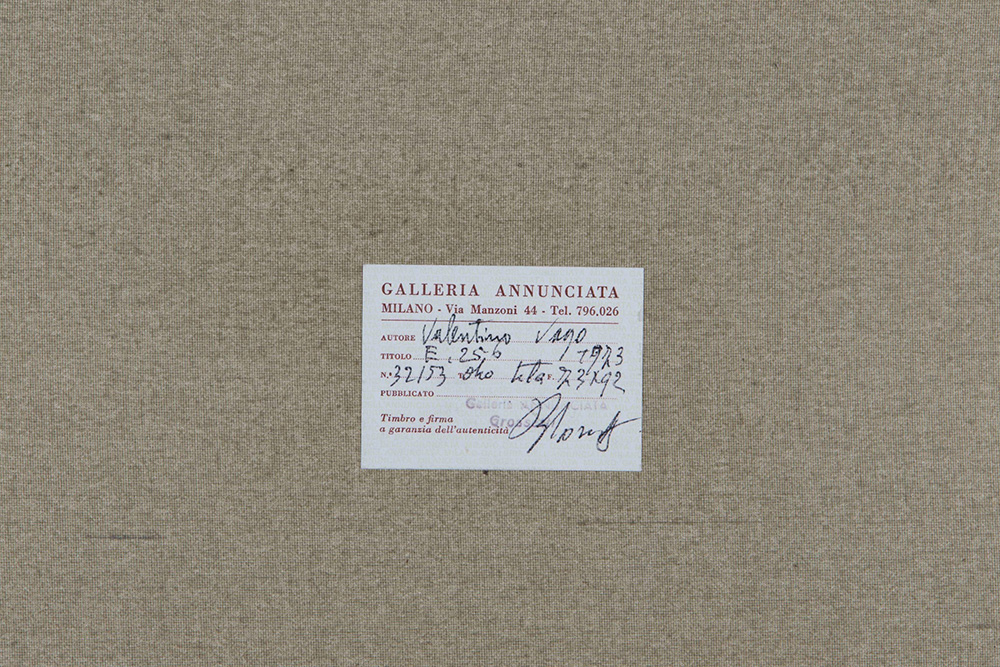 GALLERIA ANNUNCIATA
MILANO - Via Manzoni 44 - Tel. 796.026
AUTORE Valentino Vago
TITOLO E. 25-b 1973
N.° 32153 T. olio tela F. 73x92
PUBBLICATO
Galleria ANNUNCIATA
Timbro e firma
a garanzia dell'autenticità